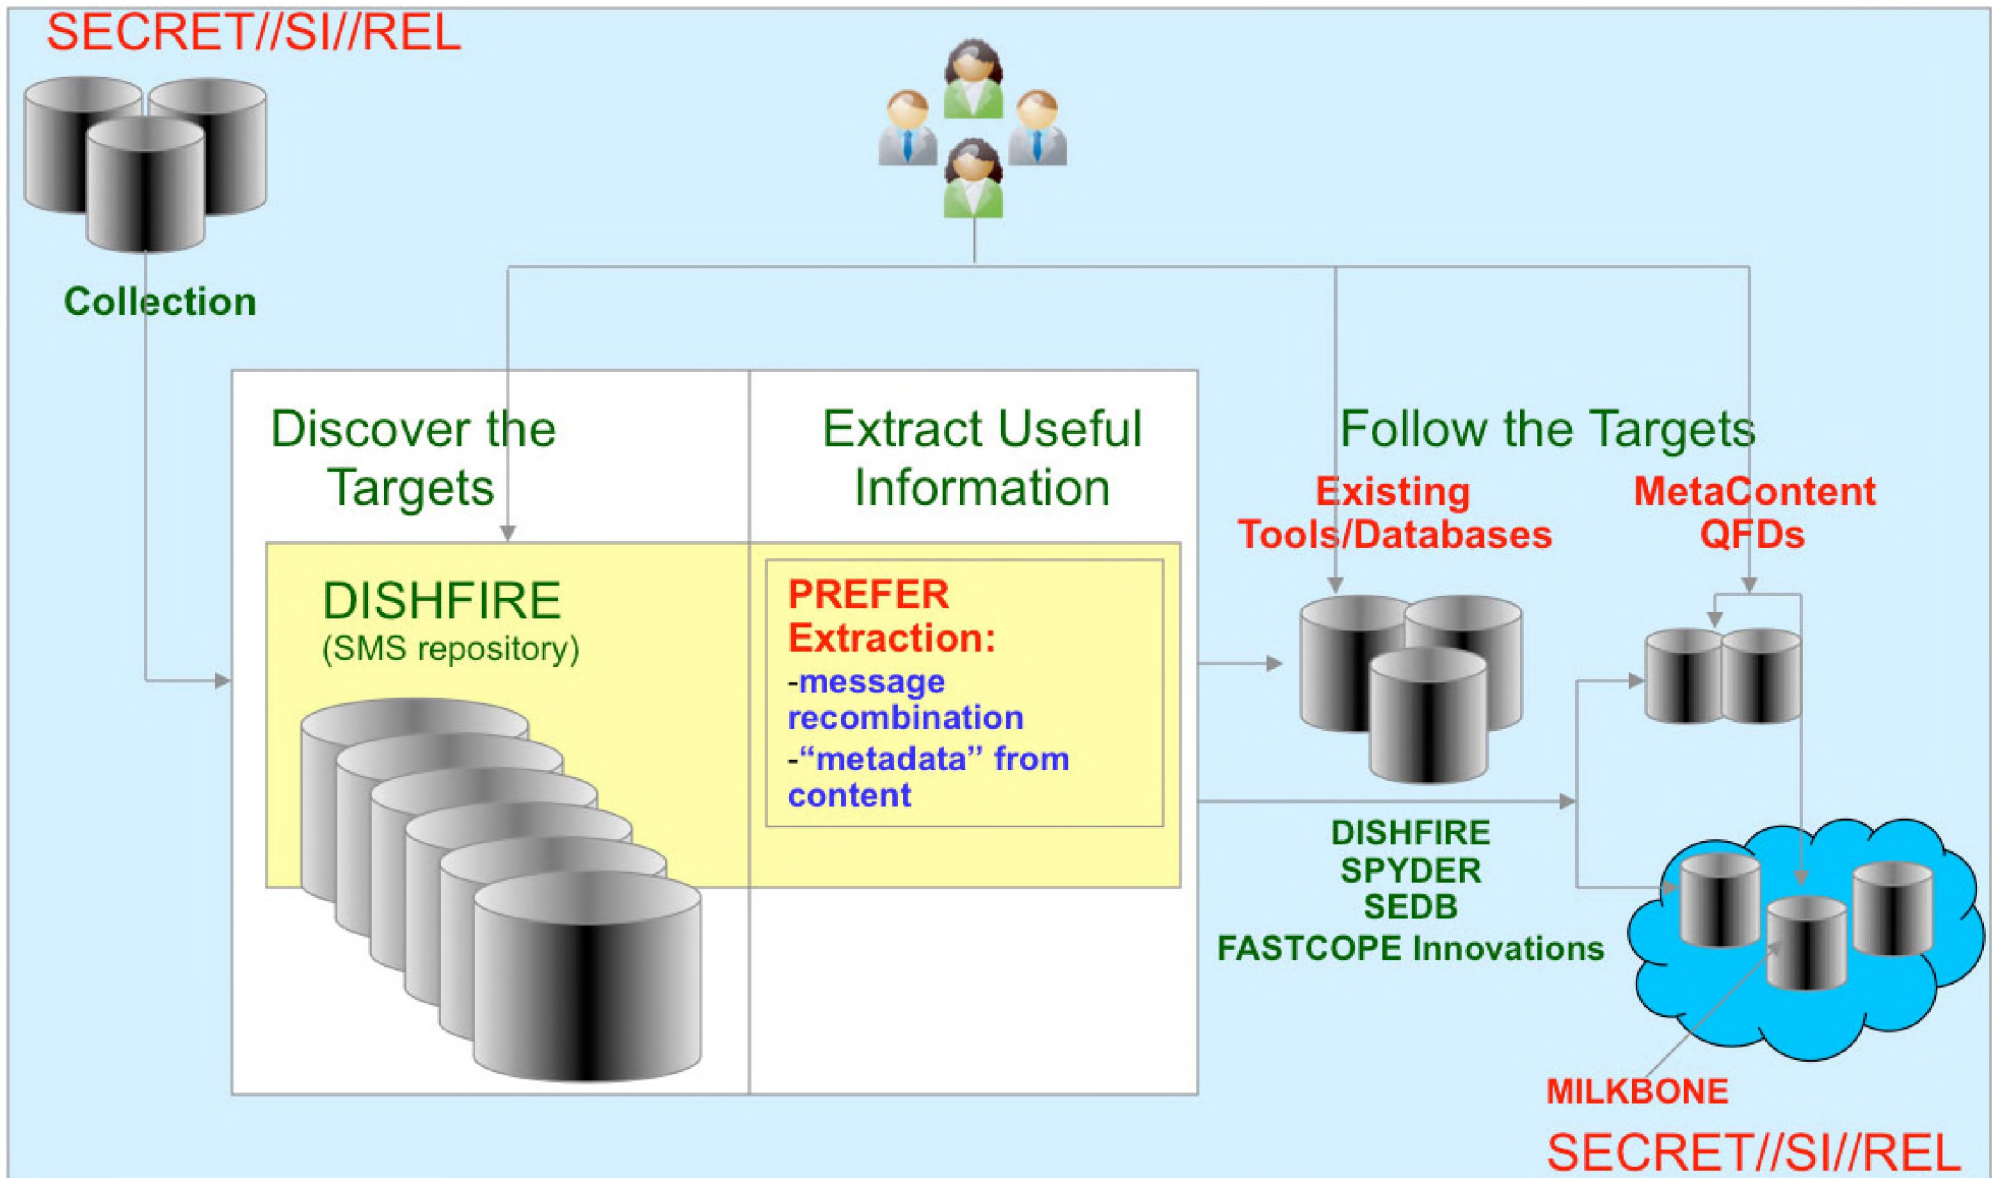 SECRET//SI//REL
Collection
Discover the
Targets
Extract Useful
Information
Follow the Targets
Existing
Tools/Databases
MetaContent
QFDs
DISHFIRE
(SMS repository)
PREFER
Extraction:
-message
recombination
-“metadata” from
content
DISHFIRE
SPYDER
SEDB
FASTCOPE Innovations
MILKBONE
SECRET//SI//REL